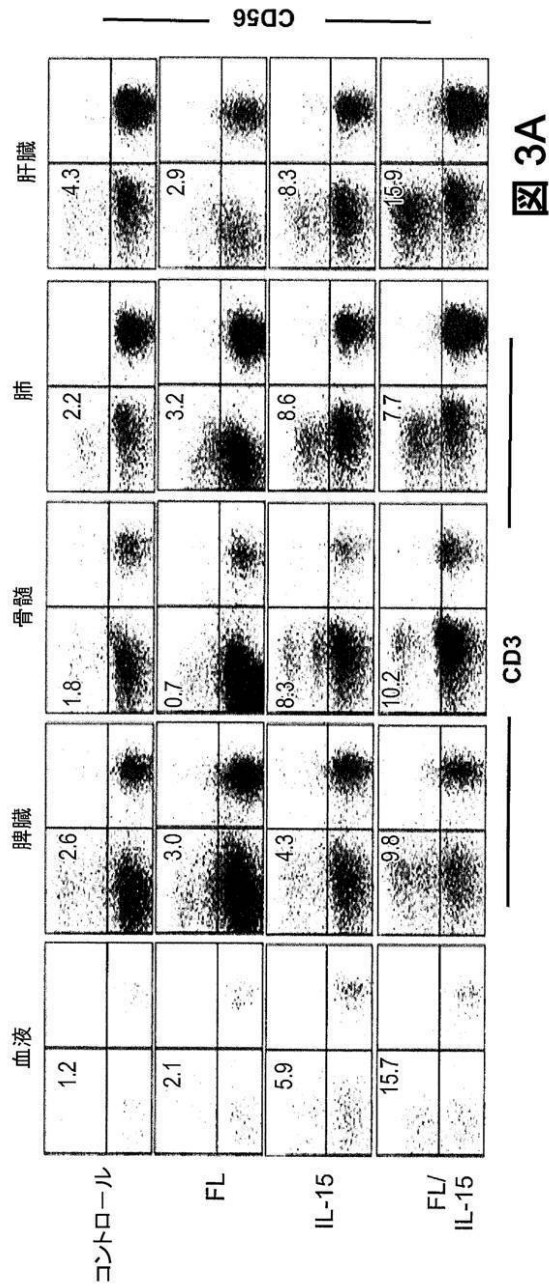 血液 脾臓 骨髄 肺 肝臓
コントロール 1.2 2.6 1.8 2.2 4.3
FL 2.1 3.0 0.7 3.2 2.9
IL-15 5.9 4.3 8.3 8.6 8.3
FL/
IL-15 15.7 9.8 10.2 7.7 15.9
CD3
CD56
図 3A